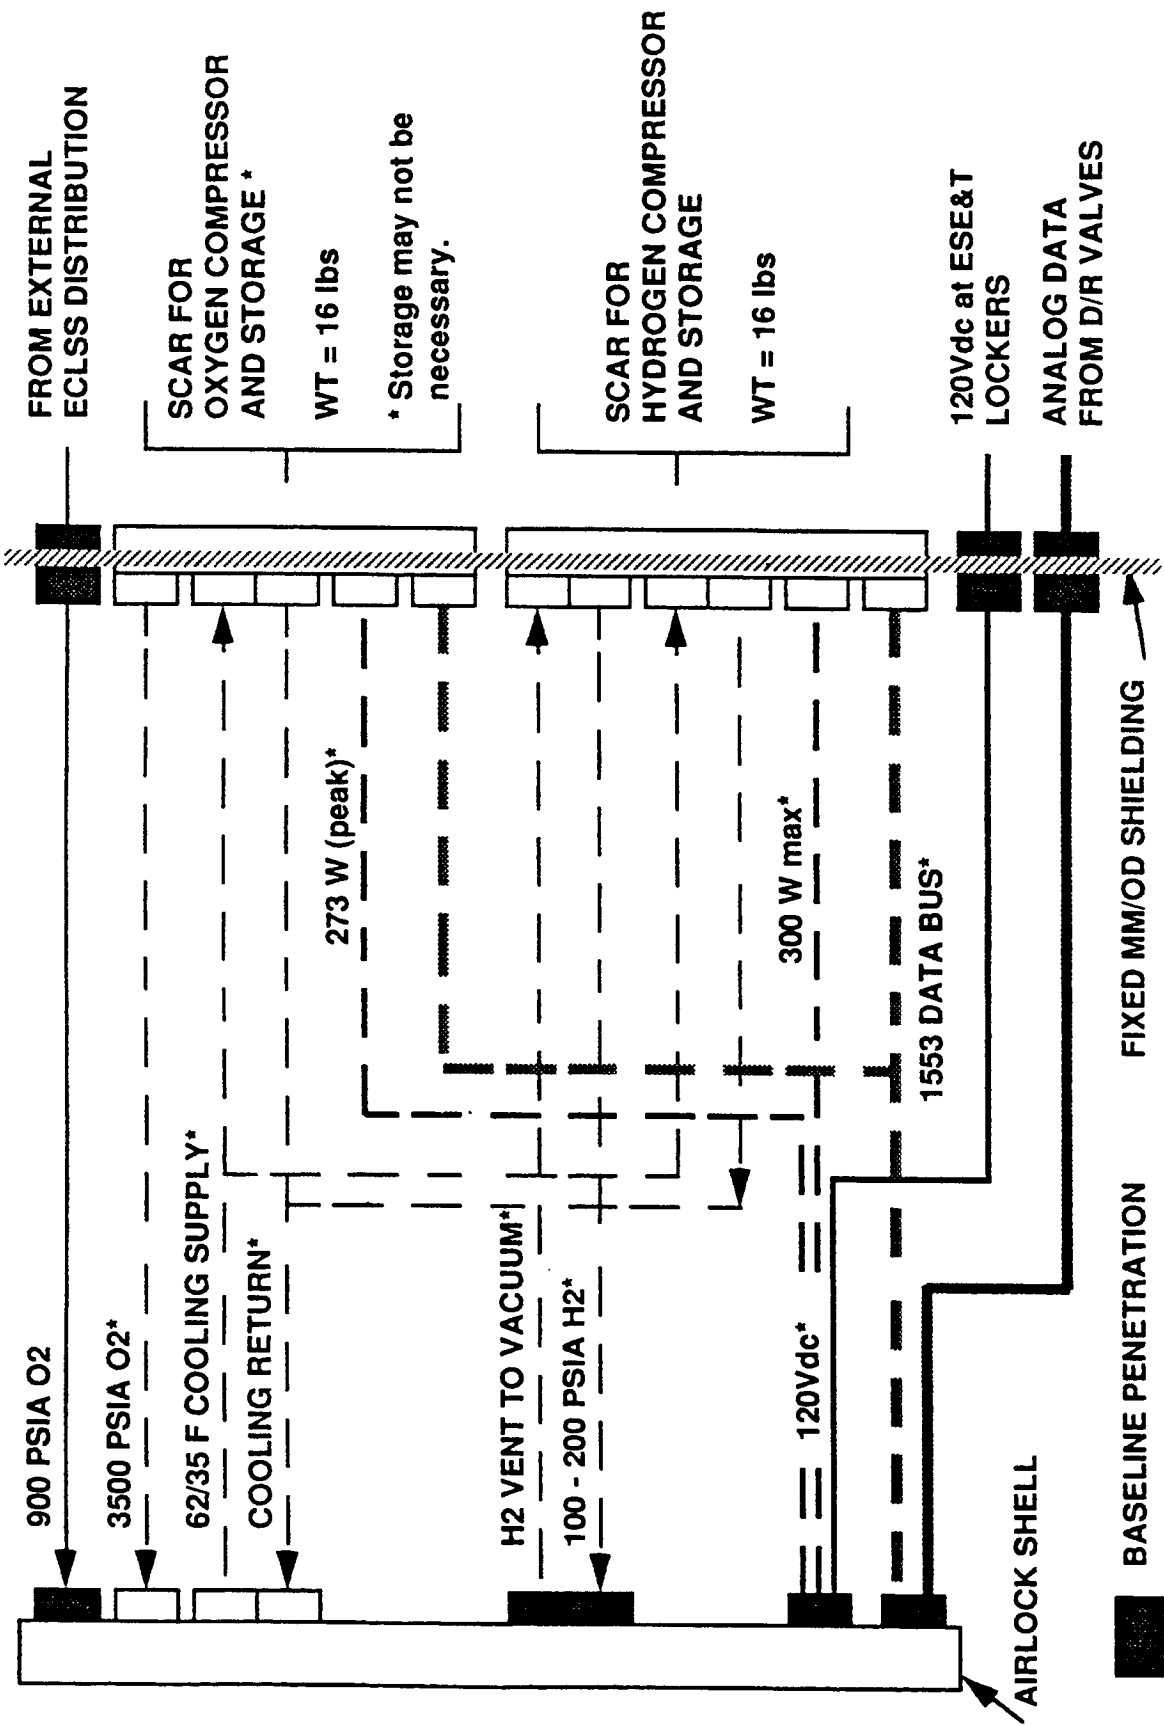 900 PSIA O2
3500 PSIA O2*
62/35 F COOLING SUPPLY*
COOLING RETURN*
H2 VENT TO VACUUM*
100 - 200 PSIA H2*
120Vdc*
273 W (peak)*
300 W max*
1553 DATA BUS*
FROM EXTERNAL
ECLSS DISTRIBUTION
SCAR FOR
OXYGEN COMPRESSOR
AND STORAGE *
WT = 16 lbs
* Storage may not be
necessary.
SCAR FOR
HYDROGEN COMPRESSOR
AND STORAGE
WT = 16 lbs
120Vdc at ESE&T
LOCKERS
ANALOG DATA
FROM D/R VALVES
AIRLOCK SHELL
BASELINE PENETRATION
FIXED MM/OD SHIELDING